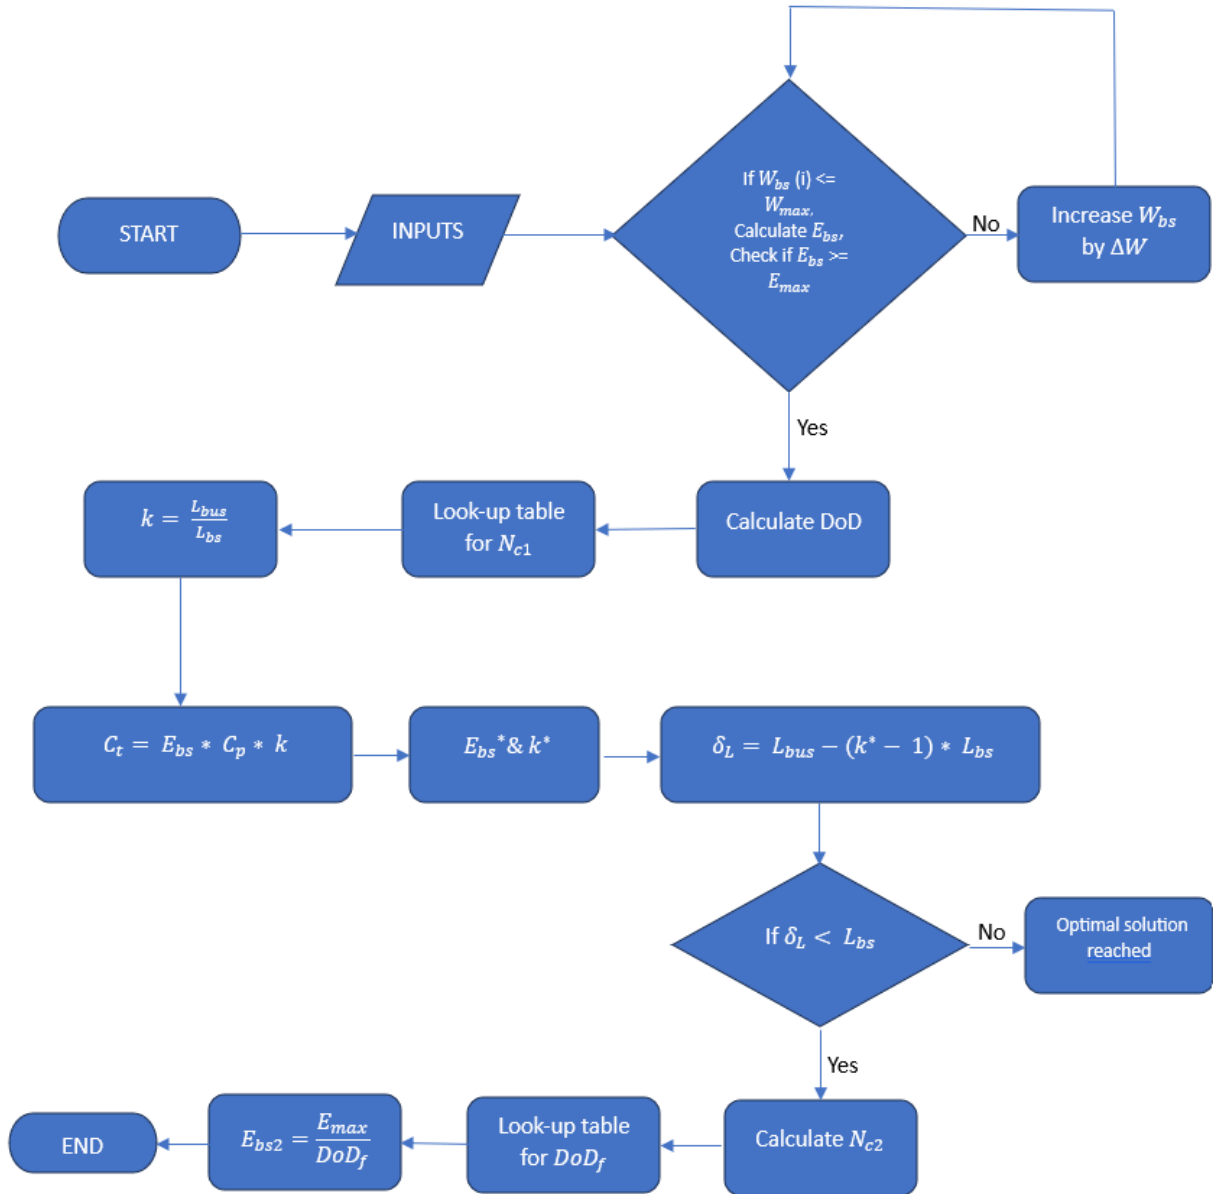 START
INPUTS
If W_bs (i) <=
W_max,
Calculate E_bs,
Check if E_bs >=
E_max
No
Increase W_bs
by ΔW
Yes
k = L_bus / L_bs
Look-up table
for N_c1
Calculate DoD
C_t = E_bs * C_p * k
E_bs* & k*
δ_L = L_bus − (k* − 1) * L_bs
If δ_L < L_bs
No
Optimal solution
reached
Yes
END
E_bs2 = E_max / DoD_f
Look-up table
for DoD_f
Calculate N_c2